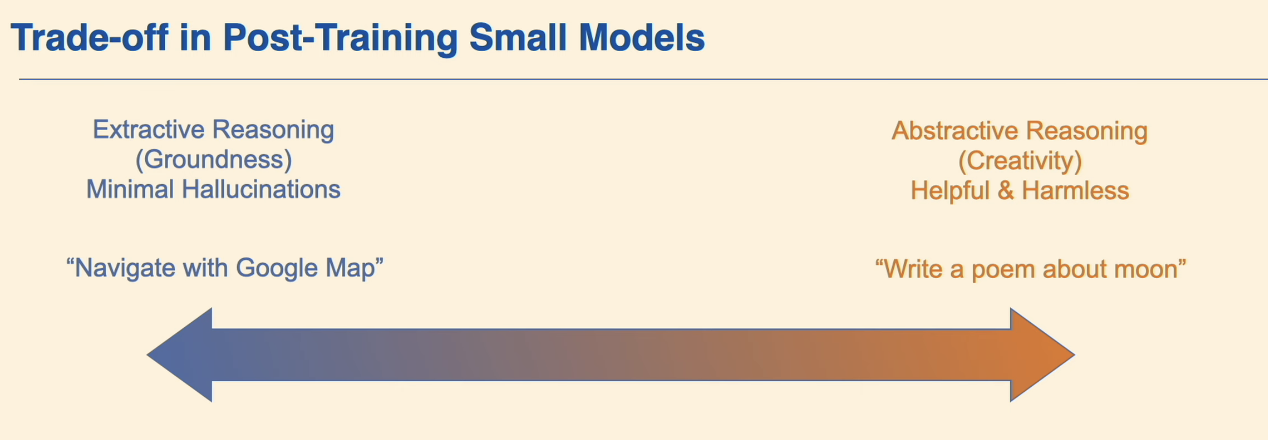 Trade-off in Post-Training Small Models
Extractive Reasoning
(Groundness)
Minimal Hallucinations
“Navigate with Google Map”
Abstractive Reasoning
(Creativity)
Helpful & Harmless
“Write a poem about moon”